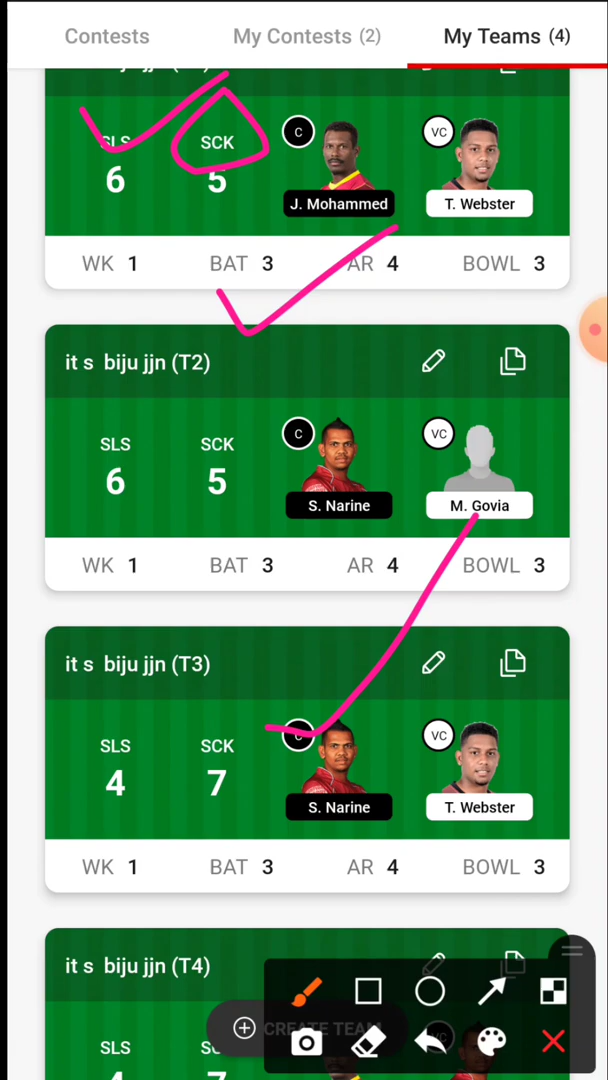 Contests My Contests (2) My Teams (4)
SLS SCK C VC
6 5 J. Mohammed T. Webster
WK 1 BAT 3 AR 4 BOWL 3
it s biju jjn (T2)
SLS SCK C VC
6 5 S. Narine M. Govia
WK 1 BAT 3 AR 4 BOWL 3
it s biju jjn (T3)
SLS SCK C VC
4 7 S. Narine T. Webster
WK 1 BAT 3 AR 4 BOWL 3
it s biju jjn (T4)
CREATE TEAM
SLS
4 7